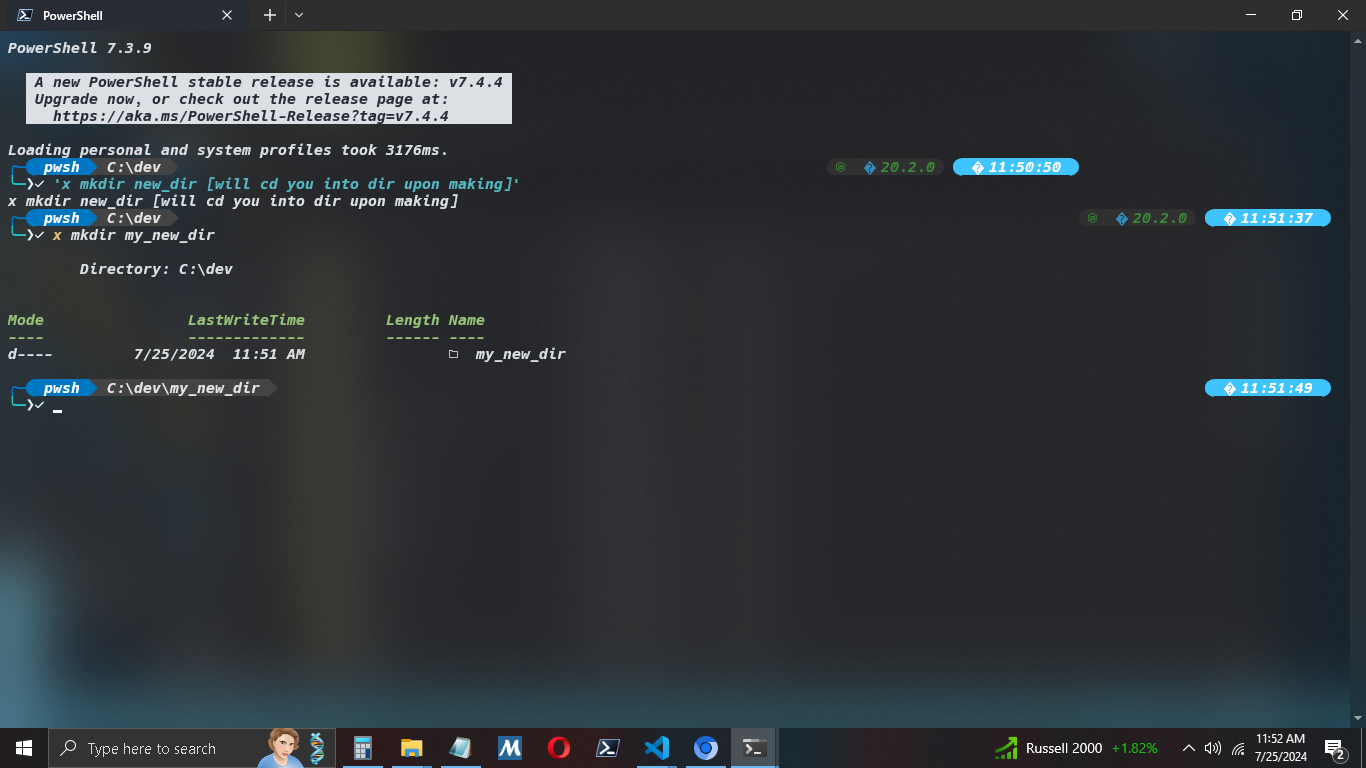 PowerShell
PowerShell 7.3.9
A new PowerShell stable release is available: v7.4.4
Upgrade now, or check out the release page at:
https://aka.ms/PowerShell-Release?tag=v7.4.4
Loading personal and system profiles took 3176ms.
pwsh C:\dev 20.2.0 11:50:50
'x mkdir new_dir [will cd you into dir upon making]'
x mkdir new_dir [will cd you into dir upon making]
pwsh C:\dev 20.2.0 11:51:37
x mkdir my_new_dir
Directory: C:\dev
Mode LastWriteTime Length Name
---- ------------- ------ ----
d---- 7/25/2024 11:51 AM my_new_dir
pwsh C:\dev\my_new_dir 11:51:49
Type here to search
Russell 2000 +1.82%
11:52 AM
7/25/2024
2